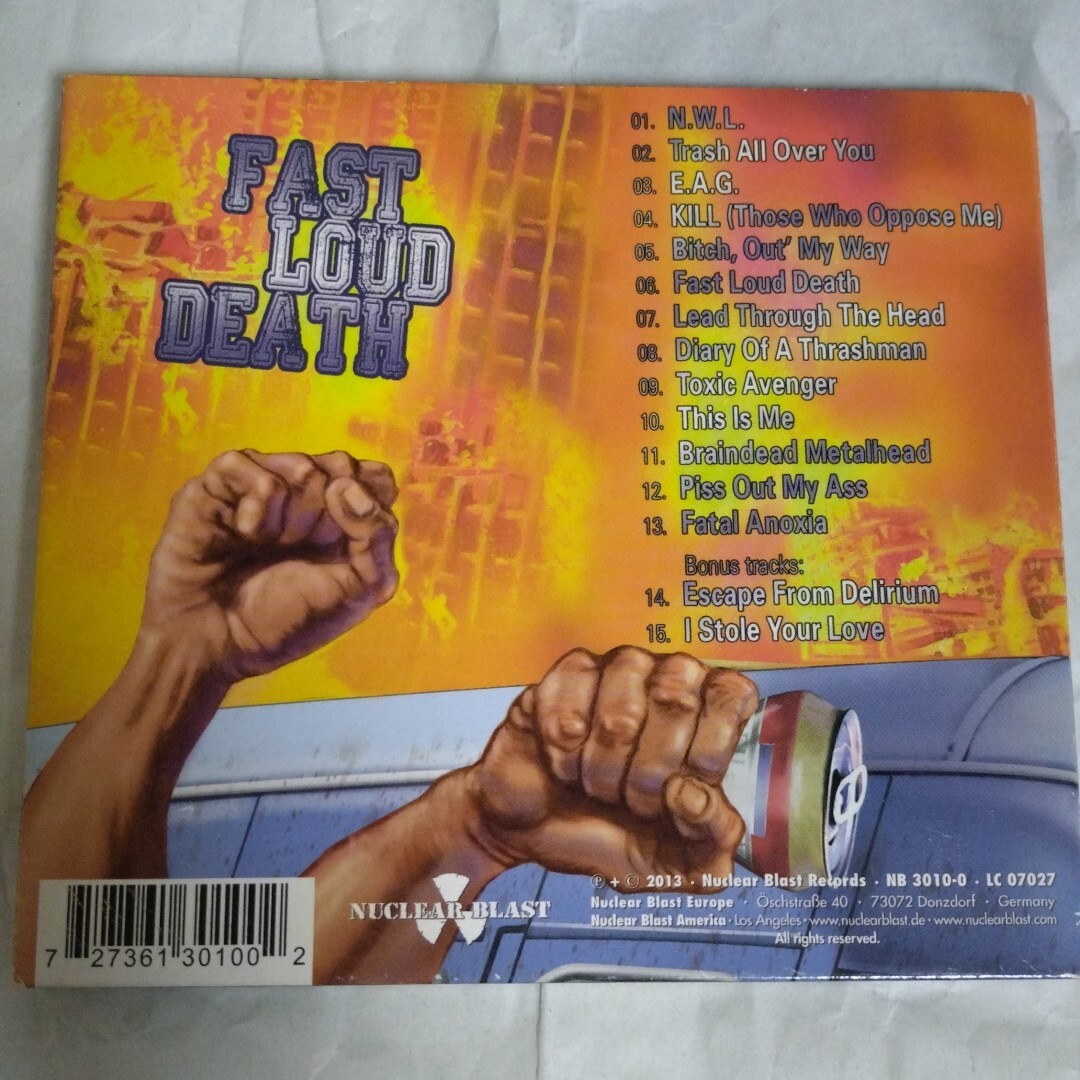 FAST
LOUD
DEATH
01. N.W.L.
02. Trash All Over You
03. E.A.G.
04. KILL (Those Who Oppose Me)
05. Bitch, Out' My Way
06. Fast Loud Death
07. Lead Through The Head
08. Diary Of A Thrashman
09. Toxic Avenger
10. This Is Me
11. Braindead Metalhead
12. Piss Out My Ass
13. Fatal Anoxia
Bonus tracks:
14. Escape From Delirium
15. I Stole Your Love
7 27361 30100 2
NUCLEAR BLAST
℗ + © 2013 · Nuclear Blast Records · NB 3010-0 · LC 07027
Nuclear Blast Europe · Öschstraße 40 · 73072 Donzdorf · Germany
Nuclear Blast America · Los Angeles · www.nuclearblast.de · www.nuclearblast.com
All rights reserved.